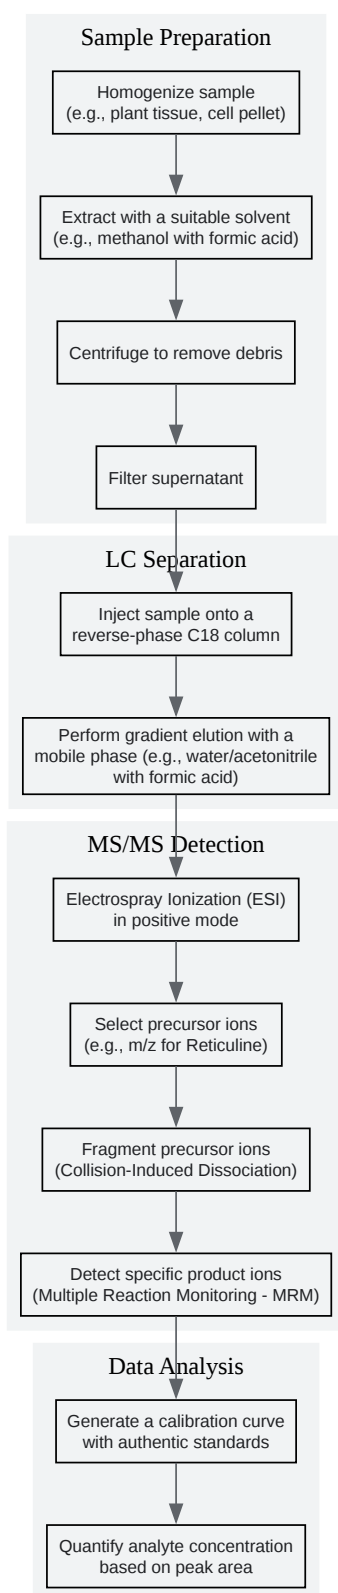 Sample Preparation
Homogenize sample
(e.g., plant tissue, cell pellet)
Extract with a suitable solvent
(e.g., methanol with formic acid)
Centrifuge to remove debris
Filter supernatant
LC Separation
Inject sample onto a
reverse-phase C18 column
Perform gradient elution with a
mobile phase (e.g., water/acetonitrile
with formic acid)
MS/MS Detection
Electrospray Ionization (ESI)
in positive mode
Select precursor ions
(e.g., m/z for Reticuline)
Fragment precursor ions
(Collision-Induced Dissociation)
Detect specific product ions
(Multiple Reaction Monitoring - MRM)
Data Analysis
Generate a calibration curve
with authentic standards
Quantify analyte concentration
based on peak area